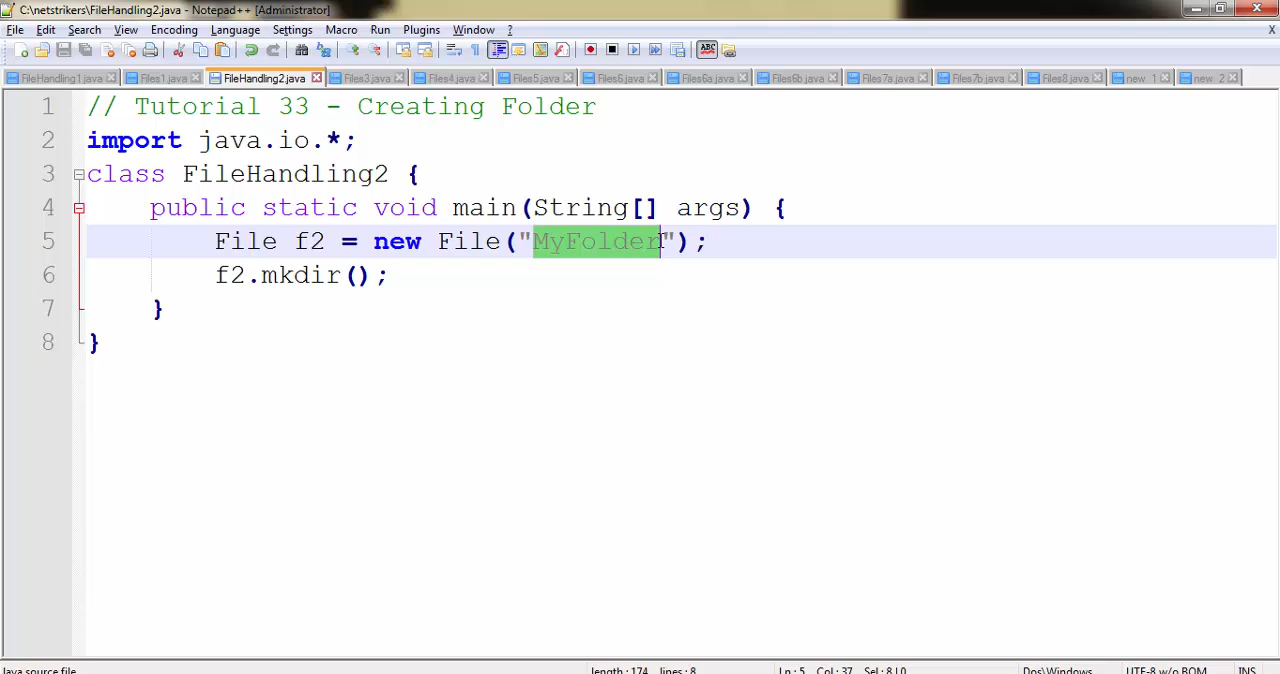 C:\netstrikers\FileHandling2.java - Notepad++ [Administrator]
File Edit Search View Encoding Language Settings Macro Run Plugins Window ? X
FileHandling1.java Files1.java FileHandling2.java Files3.java Files4.java Files5.java Files6.java Files6a.java Files6b.java Files7a.java Files7b.java Files8.java new 1 new 2
1 // Tutorial 33 - Creating Folder
2 import java.io.*;
3 class FileHandling2 {
4 public static void main(String[] args) {
5 File f2 = new File("MyFolder");
6 f2.mkdir();
7 }
8 }
Java source file length : 174 lines : 8 Ln : 5 Col : 37 Sel : 8 | 0 Dos\Windows UTF-8 w/o BOM INS